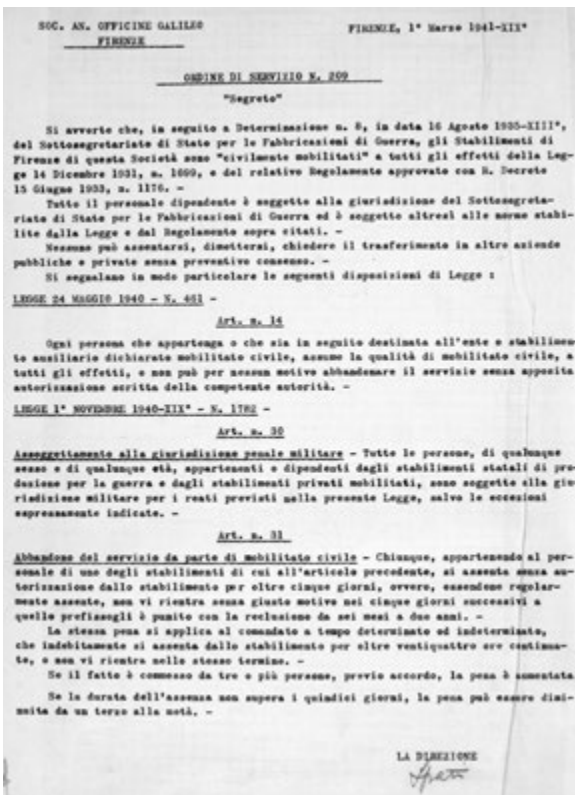 SOC. AN. OFFICINE GALILEO
FIRENZE
FIRENZE, 1° Marzo 1941-XIX°
ORDINE DI SERVIZIO N. 209
"Segreto"
Si avverte che, in seguito a Determinazione n. 8, in data 16 Agosto 1935-XIII°,
del Sottosegretariato di Stato per le Fabbricazioni di Guerra, gli Stabilimenti di
Firenze di questa Società sono "civilmente mobilitati" a tutti gli effetti della Leg-
ge 14 Dicembre 1931, n. 1699, e del relativo Regolamento approvato con R. Decreto
15 Giugno 1933, n. 1176. -
Tutto il personale dipendente è soggetto alla giurisdizione del Sottosegreta-
riato di Stato per le Fabbricazioni di Guerra ed è soggetto altresì alle norme stabi-
lite dalla Legge e dal Regolamento sopra citati. -
Nessuno può assentarsi, dimettersi, chiedere il trasferimento in altre aziende
pubbliche e private senza preventivo consenso. -
Si segnalano in modo particolare le seguenti disposizioni di Legge :
LEGGE 24 MAGGIO 1940 - N. 461 -
Art. n. 14
Ogni persona che appartenga o che sia in seguito destinata all'ente o stabilimen
to ausiliario dichiarato mobilitato civile, assume la qualità di mobilitato civile, a
tutti gli effetti, e non può per nessun motivo abbandonare il servizio senza apposita
autorizzazione scritta della competente autorità. -
LEGGE 1° NOVEMBRE 1940-XIX° - N. 1782 -
Art. n. 30
Assoggettamento alla giurisdizione penale militare - Tutte le persone, di qualunque
sesso e di qualunque età, appartenenti o dipendenti dagli stabilimenti statali di pro-
duzione per la guerra e dagli stabilimenti privati mobilitati, sono soggette alla giu-
risdizione militare per i reati previsti nella presente Legge, salvo le eccezioni
espressamente indicate. -
Art. n. 31
Abbandono del servizio da parte di mobilitato civile - Chiunque, appartenendo al per-
sonale di uno degli stabilimenti di cui all'articolo precedente, si assenta senza au-
torizzazione dallo stabilimento per oltre cinque giorni, ovvero, essendone regolar-
mente assente, non vi rientra senza giusto motivo nei cinque giorni successivi a
quello prefissogli è punito con la reclusione da sei mesi a due anni. -
La stessa pena si applica al comandato a tempo determinato ed indeterminato,
che indebitamente si assenta dallo stabilimento per oltre ventiquattro ore continua-
te, o non vi rientra nello stesso termine. -
Se il fatto è commesso da tre o più persone, previo accordo, la pena è aumentata
Se la durata dell'assenza non supera i quindici giorni, la pena può essere dimi-
nuita da un terzo alla metà. -
LA DIREZIONE